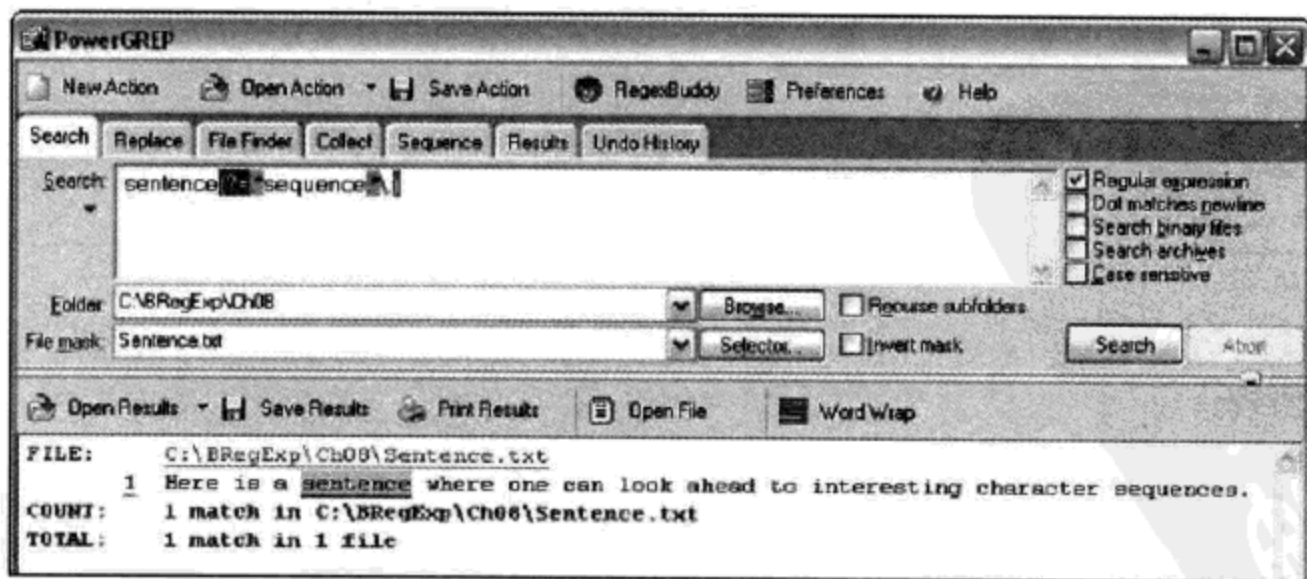 PowerGREP
New Action Open Action Save Action RegexBuddy Preferences Help
Search Replace File Finder Collect Sequence Results Undo History
Search: sentence sequence
Regular expression
Dot matches newline
Search binary files
Search archives
Case sensitive
Folder: C:\BRegExp\Ch08 Browse... Recurse subfolders
File mask: Sentence.txt Selector... Invert mask Search Abort
Open Results Save Results Print Results Open File Word Wrap
FILE: C:\BRegExp\Ch08\Sentence.txt
1 Here is a sentence where one can look ahead to interesting character sequences.
COUNT: 1 match in C:\BRegExp\Ch08\Sentence.txt
TOTAL: 1 match in 1 file